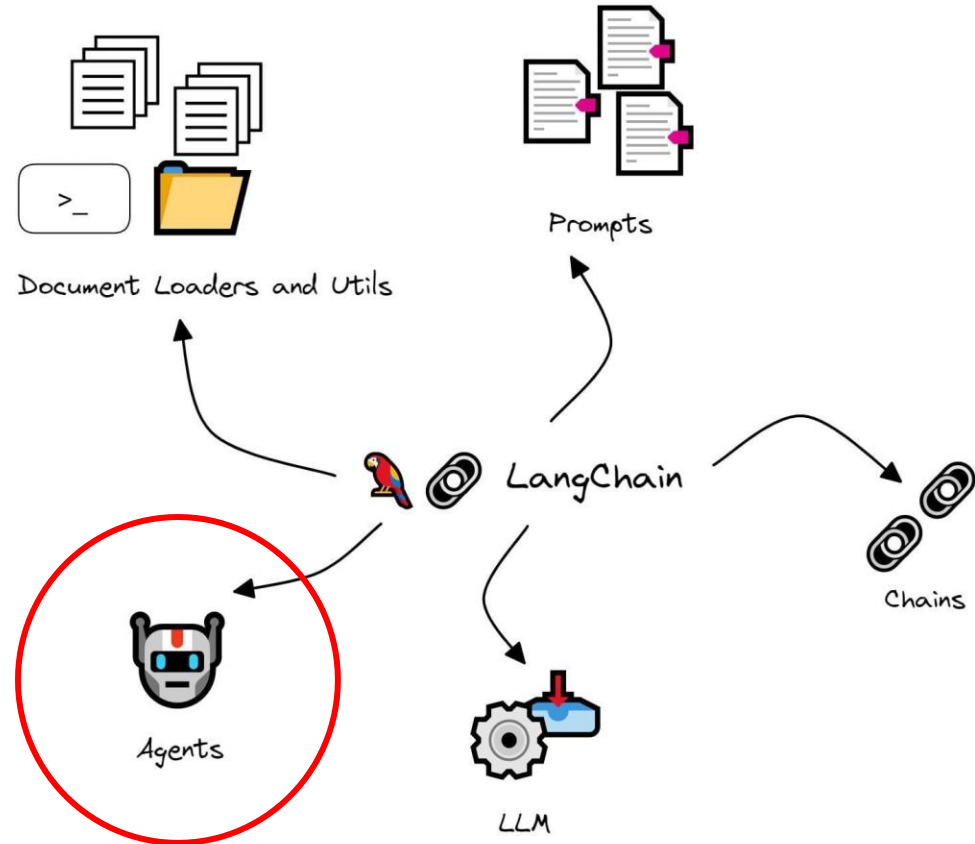 >_
Prompts
Document Loaders and Utils
LangChain
Chains
Agents
LLM